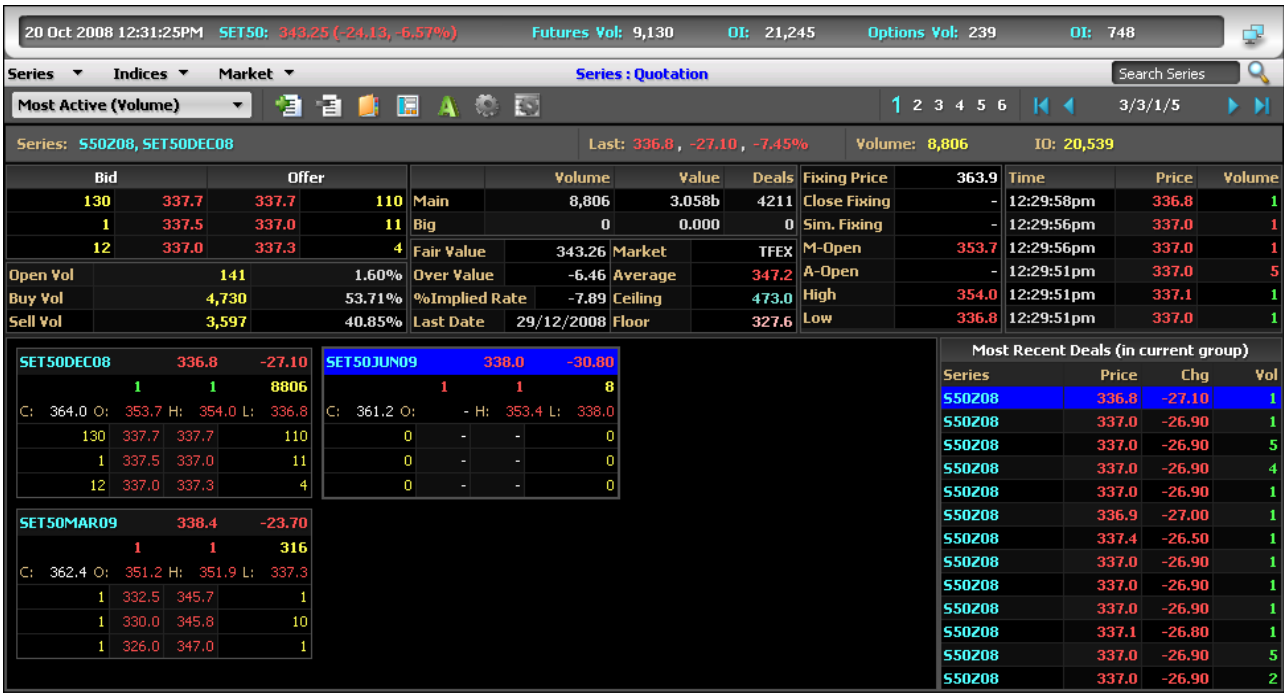 20 Oct 2008 12:31:25PM SET50: 343.25 (-24.13, -6.57%) Futures Vol: 9,130 OI: 21,245 Options Vol: 239 OI: 748
Series Indices Market Series : Quotation Search Series
Most Active (Volume) A 1 2 3 4 5 6 3/3/1/5
Series: S50Z08, SET50DEC08 Last: 336.8 , -27.10 , -7.45% Volume: 8,806 IO: 20,539
Bid Offer
130 337.7 337.7 110
1 337.5 337.0 11
12 337.0 337.3 4
Open Vol 141 1.60%
Buy Vol 4,730 53.71%
Sell Vol 3,597 40.85%
Volume Value Deals
Main 8,806 3.058b 4211
Big 0 0.000 0
Fair Value 343.26 Market TFEX
Over Value -6.46 Average 347.2
%Implied Rate -7.89 Ceiling 473.0
Last Date 29/12/2008 Floor 327.6
Fixing Price 363.9
Close Fixing -
Sim. Fixing -
M-Open 353.7
A-Open -
High 354.0
Low 336.8
Time Price Volume
12:29:58pm 336.8 1
12:29:56pm 337.0 1
12:29:56pm 337.0 1
12:29:51pm 337.0 5
12:29:51pm 337.1 1
12:29:51pm 337.0 1
SET50DEC08 336.8 -27.10
1 1 8806
C: 364.0 O: 353.7 H: 354.0 L: 336.8
130 337.7 337.7 110
1 337.5 337.0 11
12 337.0 337.3 4
SET50JUN09 338.0 -30.80
1 1 8
C: 361.2 O: - H: 353.4 L: 338.0
0 - - 0
0 - - 0
0 - - 0
SET50MAR09 338.4 -23.70
1 1 316
C: 362.4 O: 351.2 H: 351.9 L: 337.3
1 332.5 345.7 1
1 330.0 345.8 10
1 326.0 347.0 1
Most Recent Deals (in current group)
Series Price Chg Vol
S50Z08 336.8 -27.10 1
S50Z08 337.0 -26.90 1
S50Z08 337.0 -26.90 5
S50Z08 337.0 -26.90 4
S50Z08 337.0 -26.90 1
S50Z08 336.9 -27.00 1
S50Z08 337.4 -26.50 1
S50Z08 337.0 -26.90 1
S50Z08 337.0 -26.90 1
S50Z08 337.0 -26.90 1
S50Z08 337.1 -26.80 1
S50Z08 337.0 -26.90 5
S50Z08 337.0 -26.90 2